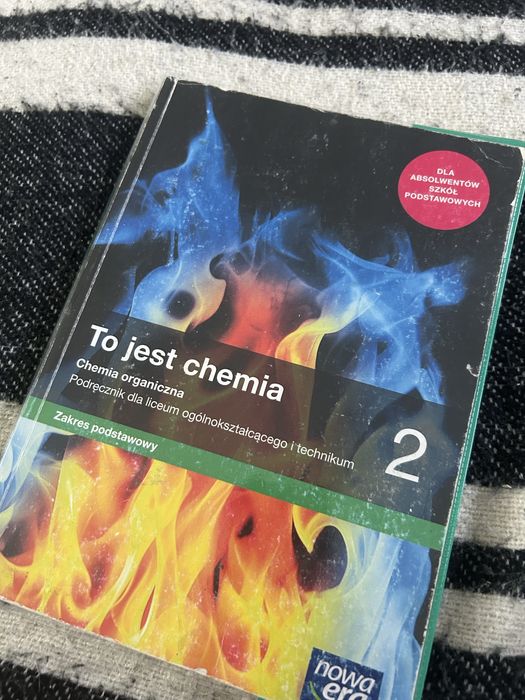 DLA
ABSOLWENTÓW
SZKÓŁ
PODSTAWOWYCH
To jest chemia
Chemia organiczna
Podręcznik dla liceum ogólnokształcącego i technikum
2
Zakres podstawowy
nowa
era